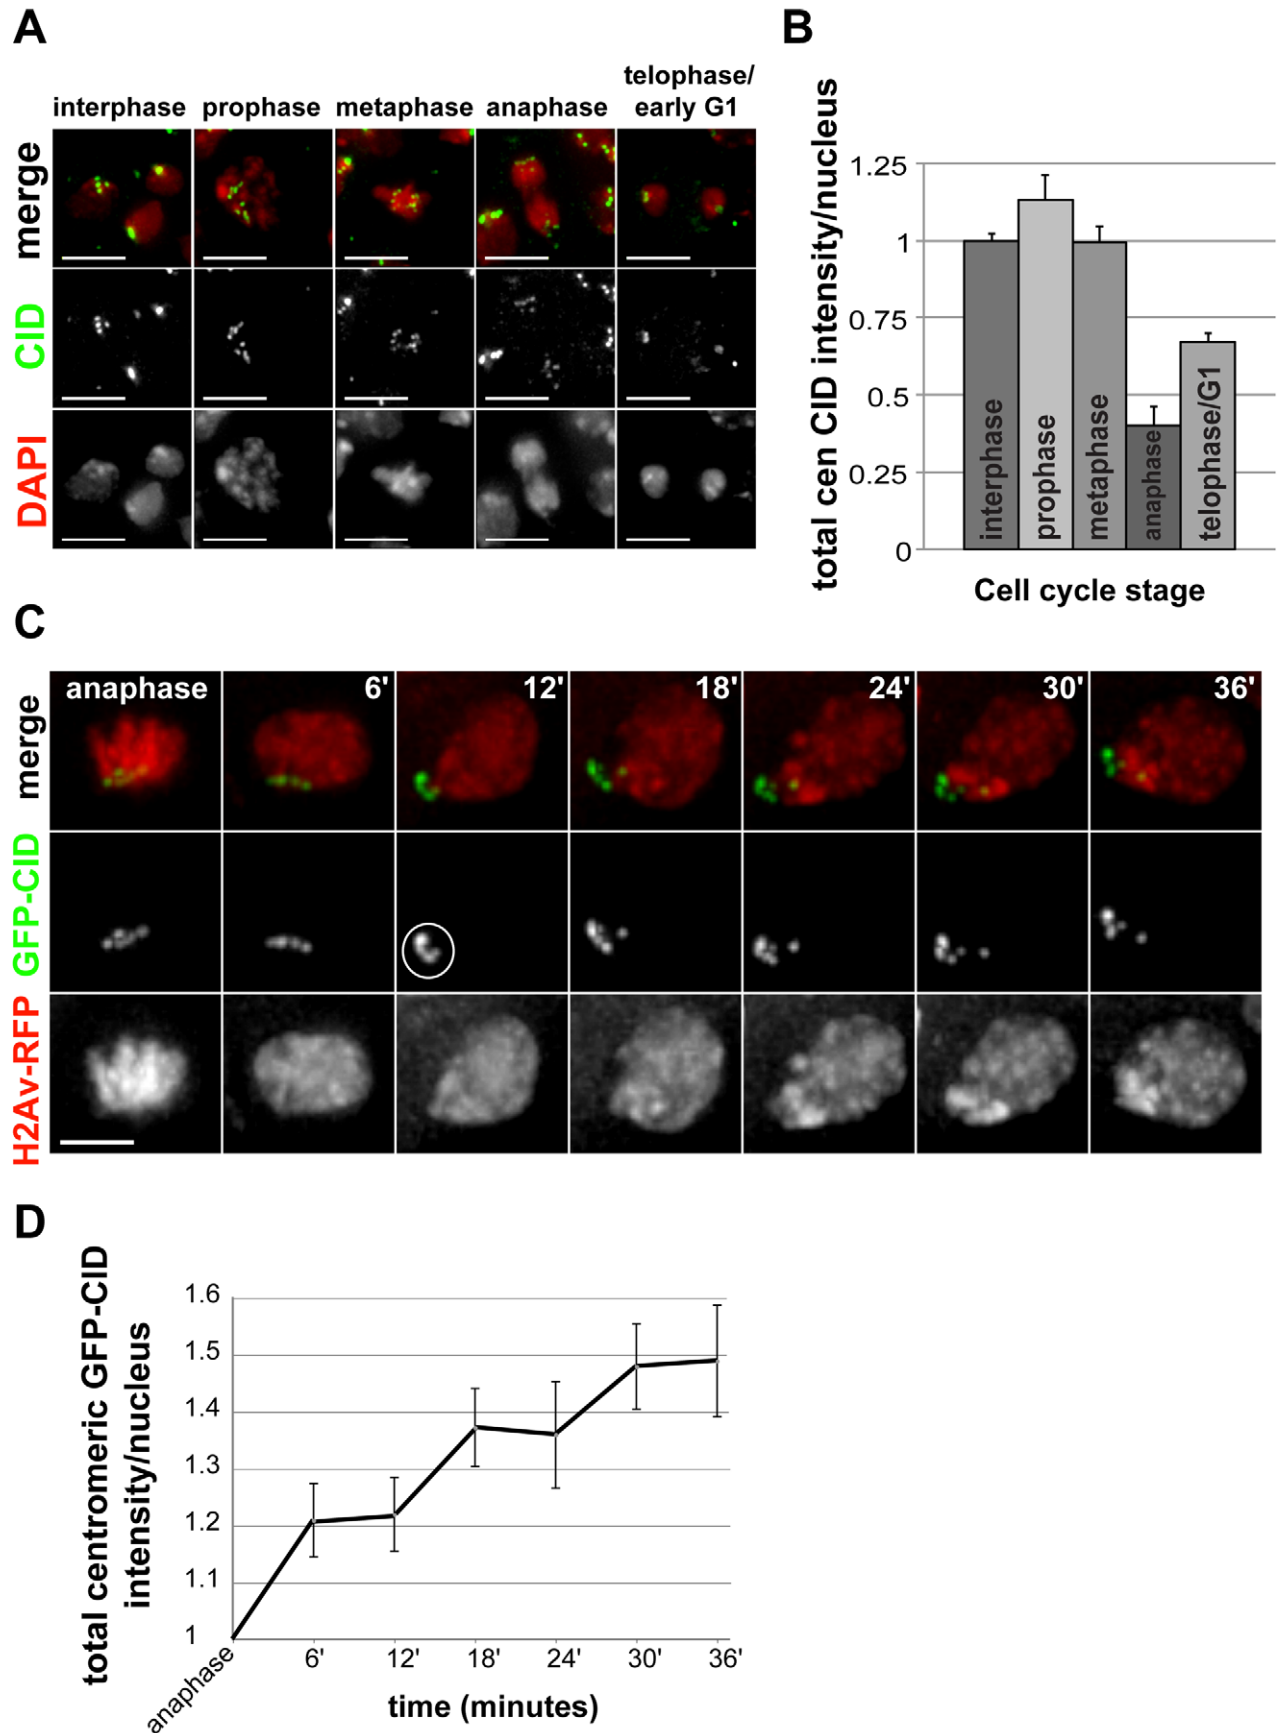 A
interphase prophase metaphase anaphase telophase/
early G1
merge
CID
DAPI
B
total cen CID intensity/nucleus
1.25
1
0.75
0.5
0.25
0
interphase
prophase
metaphase
anaphase
telophase/G1
Cell cycle stage
C
anaphase 6' 12' 18' 24' 30' 36'
merge
GFP-CID
H2Av-RFP
D
total centromeric GFP-CID
intensity/nucleus
1.6
1.5
1.4
1.3
1.2
1.1
1
anaphase 6' 12' 18' 24' 30' 36'
time (minutes)